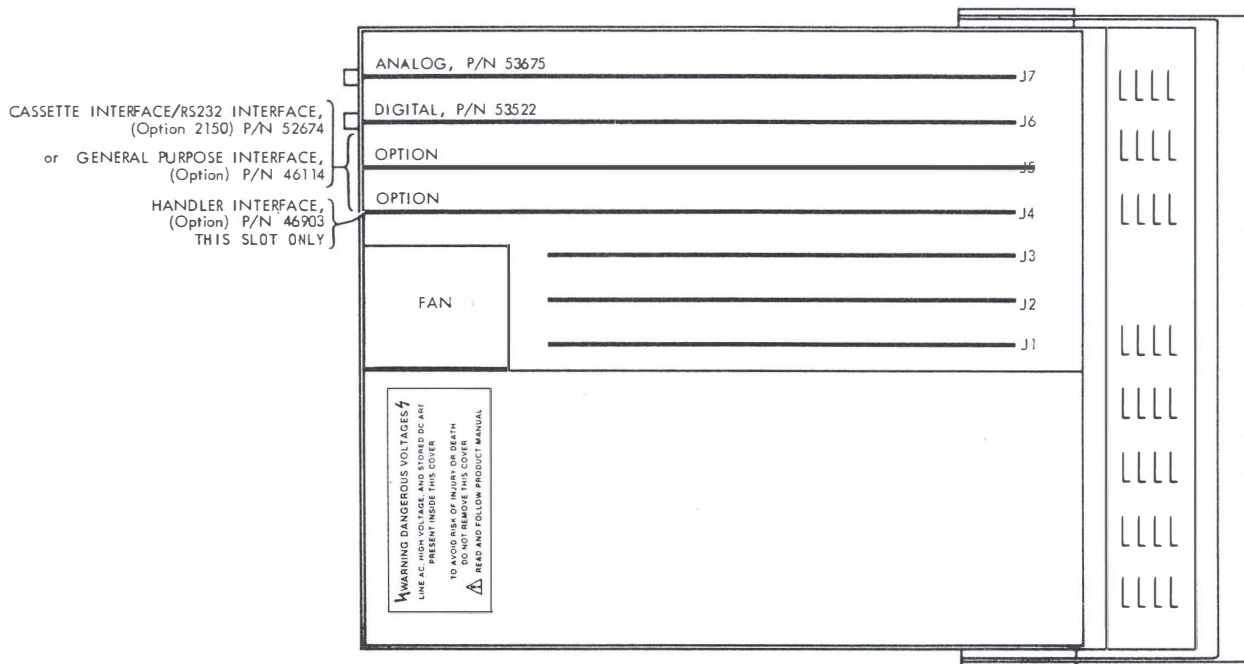 ANALOG, P/N 53675
J7
CASSETTE INTERFACE/RS232 INTERFACE,
(Option 2150) P/N 52674
DIGITAL, P/N 53522
J6
or GENERAL PURPOSE INTERFACE,
(Option) P/N 46114
OPTION
J5
HANDLER INTERFACE,
(Option) P/N 46903
THIS SLOT ONLY
OPTION
J4
J3
FAN
J2
J1
WARNING DANGEROUS VOLTAGES
LINE AC, HIGH VOLTAGE, AND STORED DC ARE
PRESENT INSIDE THIS COVER
TO AVOID RISK OF INJURY OR DEATH
DO NOT REMOVE THIS COVER
READ AND FOLLOW PRODUCT MANUAL